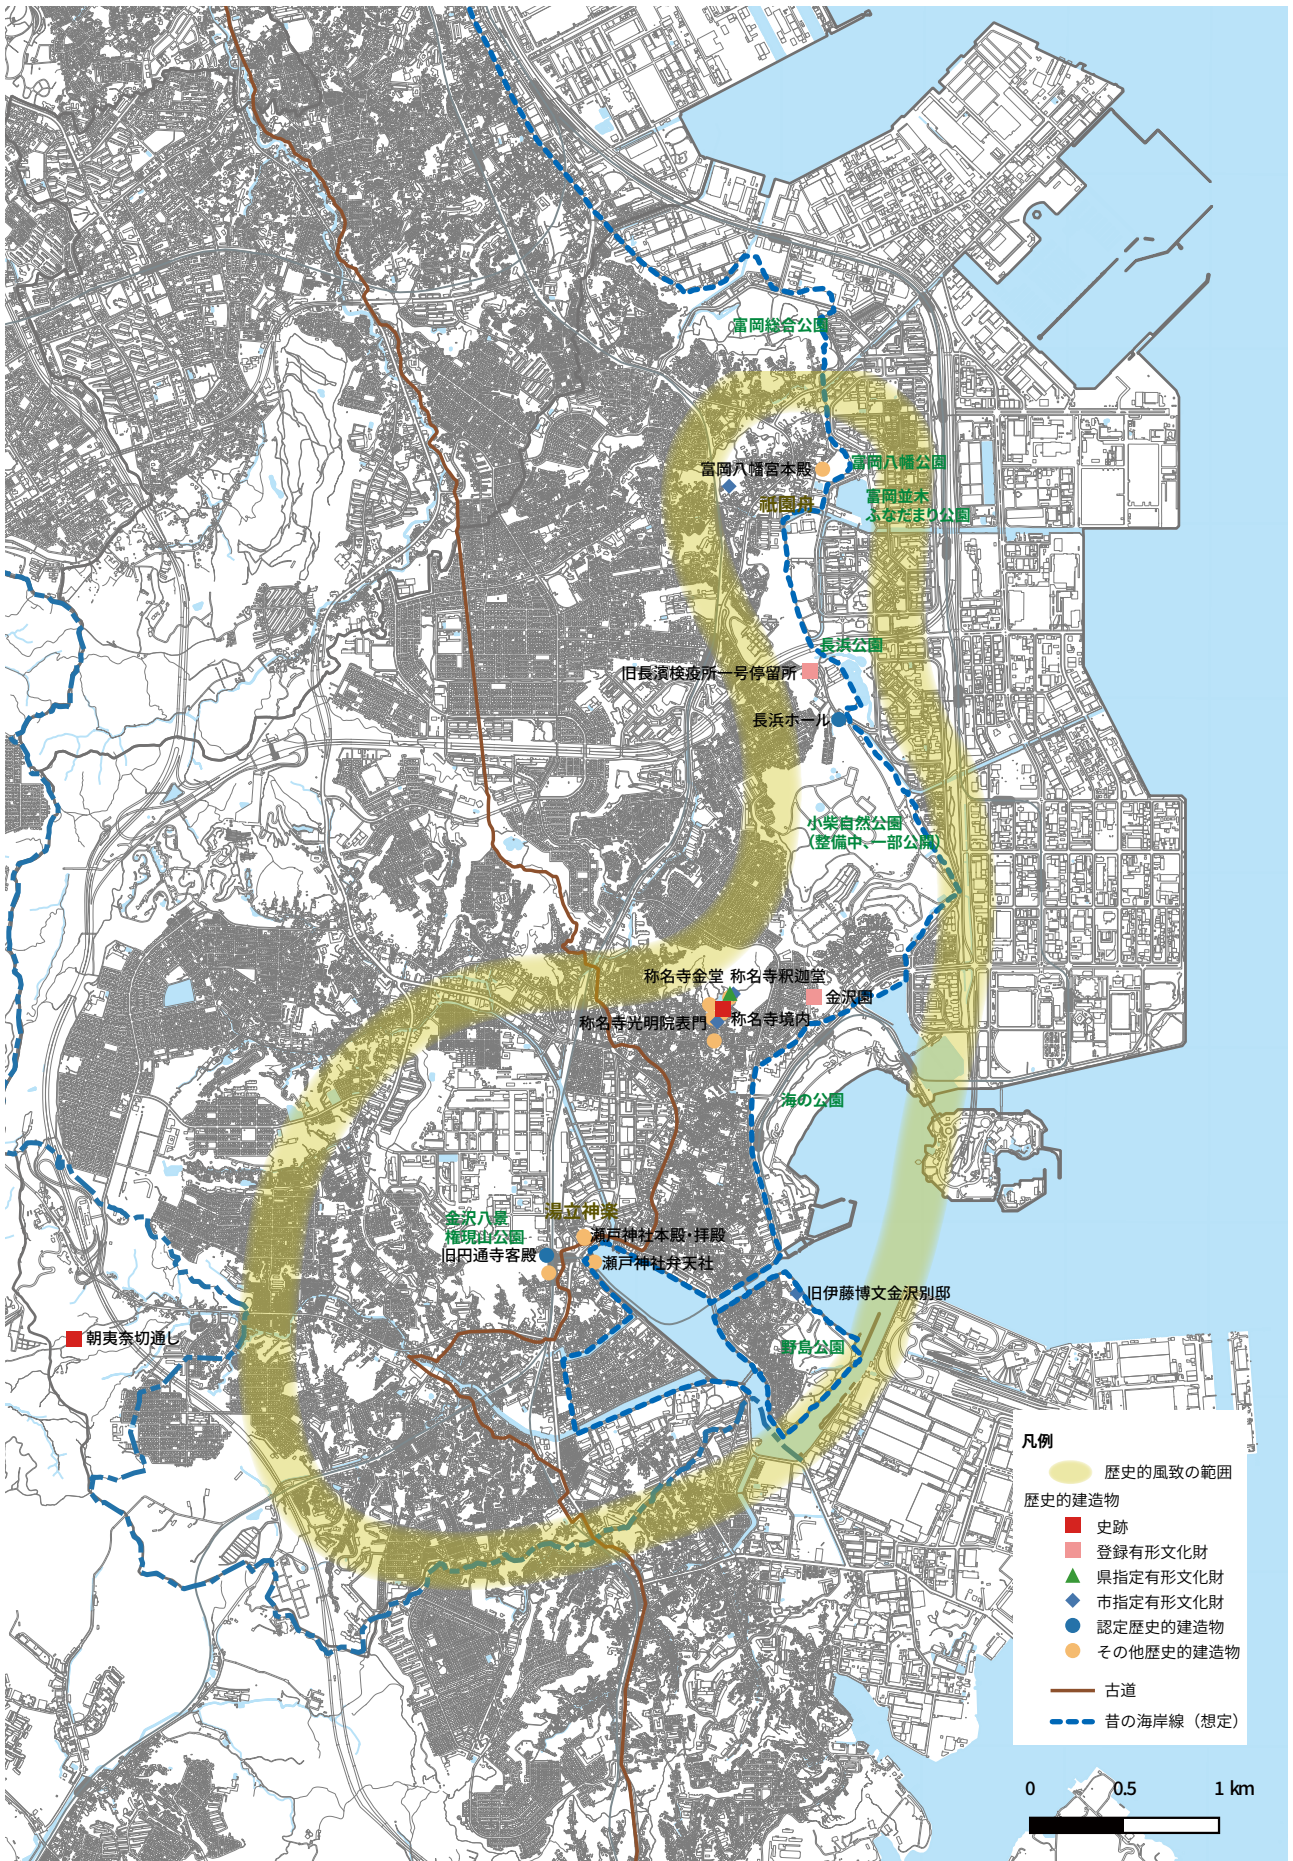 富岡総合公園
富岡八幡公園
富岡八幡宮本殿
富岡並木
ふなだまり公園
祇園舟
長浜公園
旧長濱検疫所一号停留所
長浜ホール
小柴自然公園
（整備中、一部公開）
称名寺金堂
称名寺釈迦堂
金沢園
称名寺光明院表門
称名寺境内
海の公園
湯立神楽
金沢八景
権現山公園
瀬戸神社本殿・拝殿
旧円通寺客殿
瀬戸神社弁天社
旧伊藤博文金沢別邸
朝夷奈切通し
野島公園
凡例
歴史的風致の範囲
歴史的建造物
史跡
登録有形文化財
県指定有形文化財
市指定有形文化財
認定歴史的建造物
その他歴史的建造物
古道
昔の海岸線（想定）
0 0.5 1 km